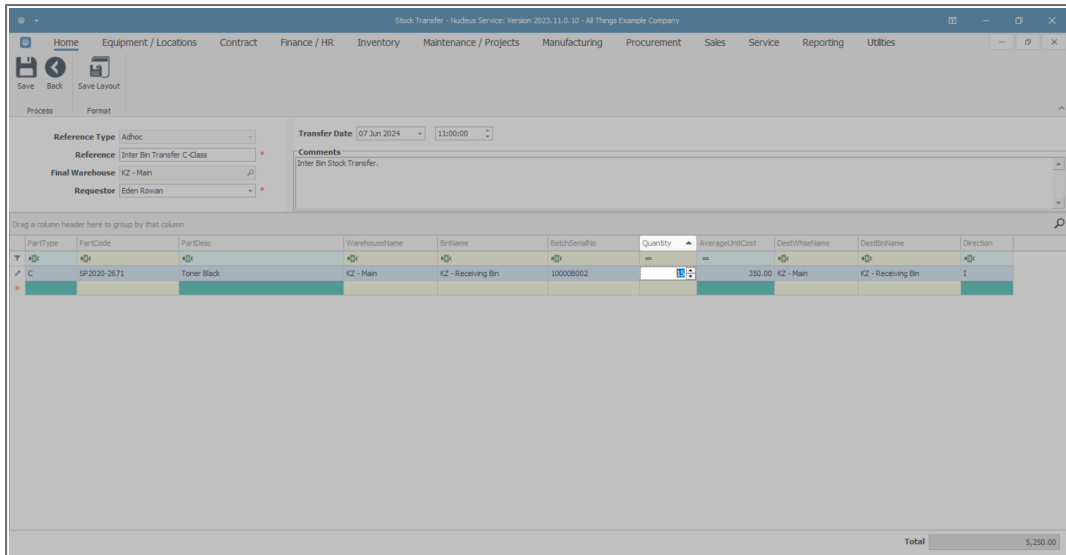 Stock Transfer - Nucleus Service: Version 2023.11.0.10 - All Things Example Company
Home Equipment / Locations Contract Finance / HR Inventory Maintenance / Projects Manufacturing Procurement Sales Service Reporting Utilities
Save Back Save Layout
Process Format
Reference Type Adhoc Transfer Date 07 Jun 2024 11:00:00
Reference Inter Bin Transfer C-Class * Comments
Inter Bin Stock Transfer.
Final Warehouse KZ - Main
Requestor Eden Rowan *
Drag a column header here to group by that column
PartType PartCode PartDesc WarehouseName BinName BatchSerialNo Quantity AverageUnitCost DestWhseName DestBinName Direction
C SP2020-2671 Toner Black KZ - Main KZ - Receiving Bin 10000B002 15 350.00 KZ - Main KZ - Receiving Bin I
Total 5,250.00